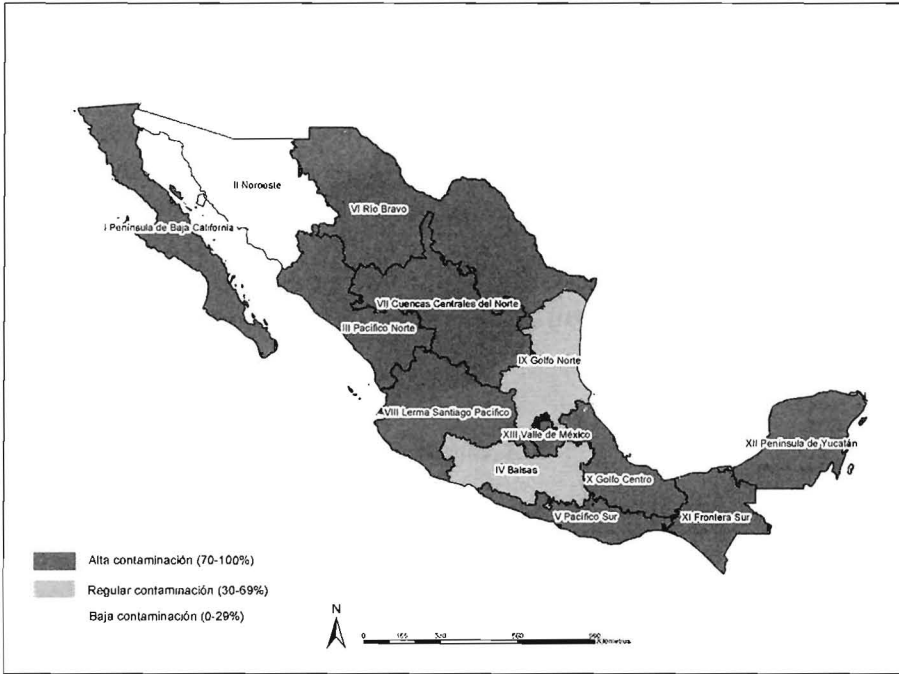 II Noroeste
VI Río Bravo
I Península de Baja California
VII Cuencas Centrales del Norte
III Pacífico Norte
IX Golfo Norte
VIII Lerma Santiago Pacífico
XIII Valle de México
XII Península de Yucatán
IV Balsas
X Golfo Centro
V Pacífico Sur
XI Frontera Sur
Alta contaminación (70-100%)
Regular contaminación (30-69%)
Baja contaminación (0-29%)
N
0